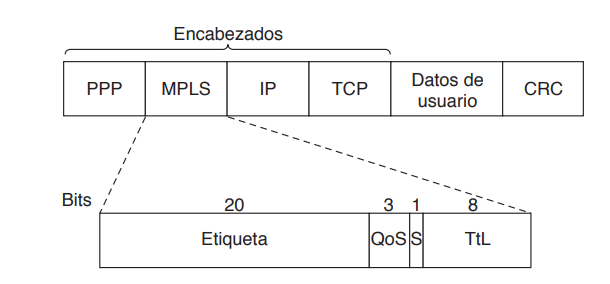 Encabezados
PPP MPLS IP TCP Datos de usuario CRC
Bits 20 3 1 8
Etiqueta QoS S TtL